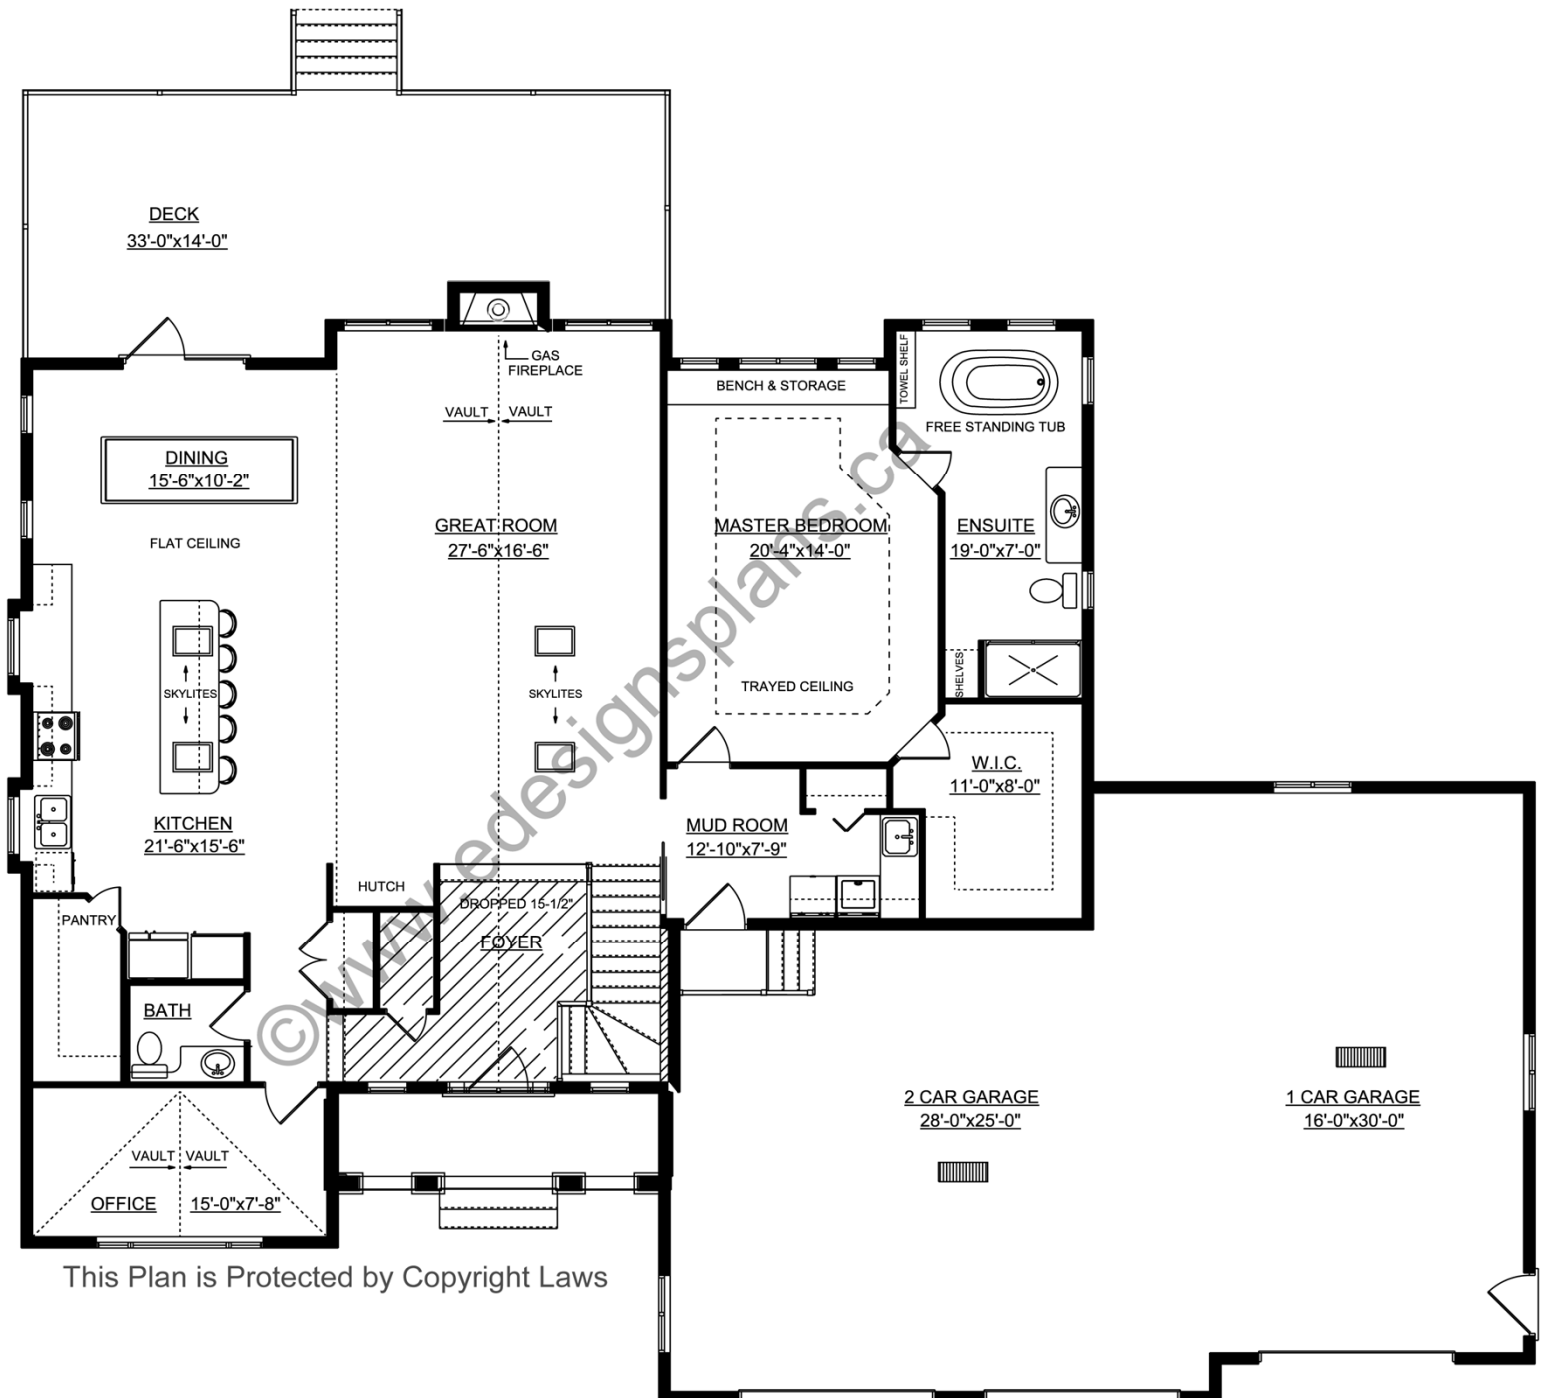 DECK
33'-0"x14'-0"
GAS
FIREPLACE
VAULT VAULT
BENCH & STORAGE
TOWEL SHELF
FREE STANDING TUB
DINING
15'-6"x10'-2"
FLAT CEILING
GREAT ROOM
27'-6"x16'-6"
MASTER BEDROOM
20'-4"x14'-0"
ENSUITE
19'-0"x7'-0"
SKYLITES
SKYLITES
TRAYED CEILING
SHELVES
W.I.C.
11'-0"x8'-0"
KITCHEN
21'-6"x15'-6"
MUD ROOM
12'-10"x7'-9"
HUTCH
PANTRY
DROPPED 15-1/2"
FOYER
BATH
2 CAR GARAGE
28'-0"x25'-0"
1 CAR GARAGE
16'-0"x30'-0"
VAULT VAULT
OFFICE 15'-0"x7'-8"
©www.edesignsplans.ca
This Plan is Protected by Copyright Laws